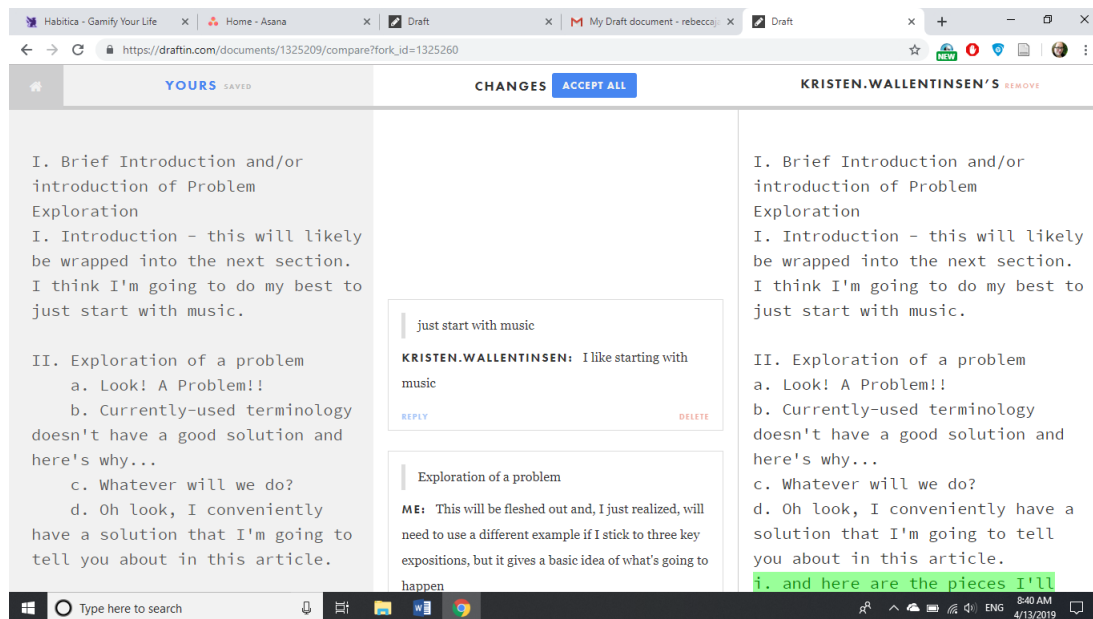 Habitica - Gamify Your Life
Home - Asana
Draft
My Draft document - rebeccaj
Draft
https://draftin.com/documents/1325209/compare?fork_id=1325260
NEW
YOURS SAVED
CHANGES ACCEPT ALL
KRISTEN.WALLENTINSEN'S REMOVE
I. Brief Introduction and/or
introduction of Problem
Exploration
I. Introduction - this will likely
be wrapped into the next section.
I think I'm going to do my best to
just start with music.
II. Exploration of a problem
a. Look! A Problem!!
b. Currently-used terminology
doesn't have a good solution and
here's why...
c. Whatever will we do?
d. Oh look, I conveniently
have a solution that I'm going to
tell you about in this article.
just start with music
KRISTEN.WALLENTINSEN: I like starting with
music
REPLY DELETE
Exploration of a problem
ME: This will be fleshed out and, I just realized, will
need to use a different example if I stick to three key
expositions, but it gives a basic idea of what's going to
happen
I. Brief Introduction and/or
introduction of Problem
Exploration
I. Introduction - this will likely
be wrapped into the next section.
I think I'm going to do my best to
just start with music.
II. Exploration of a problem
a. Look! A Problem!!
b. Currently-used terminology
doesn't have a good solution and
here's why...
c. Whatever will we do?
d. Oh look, I conveniently have a
solution that I'm going to tell
you about in this article.
i. and here are the pieces I'll
Type here to search
ENG
8:40 AM
4/13/2019